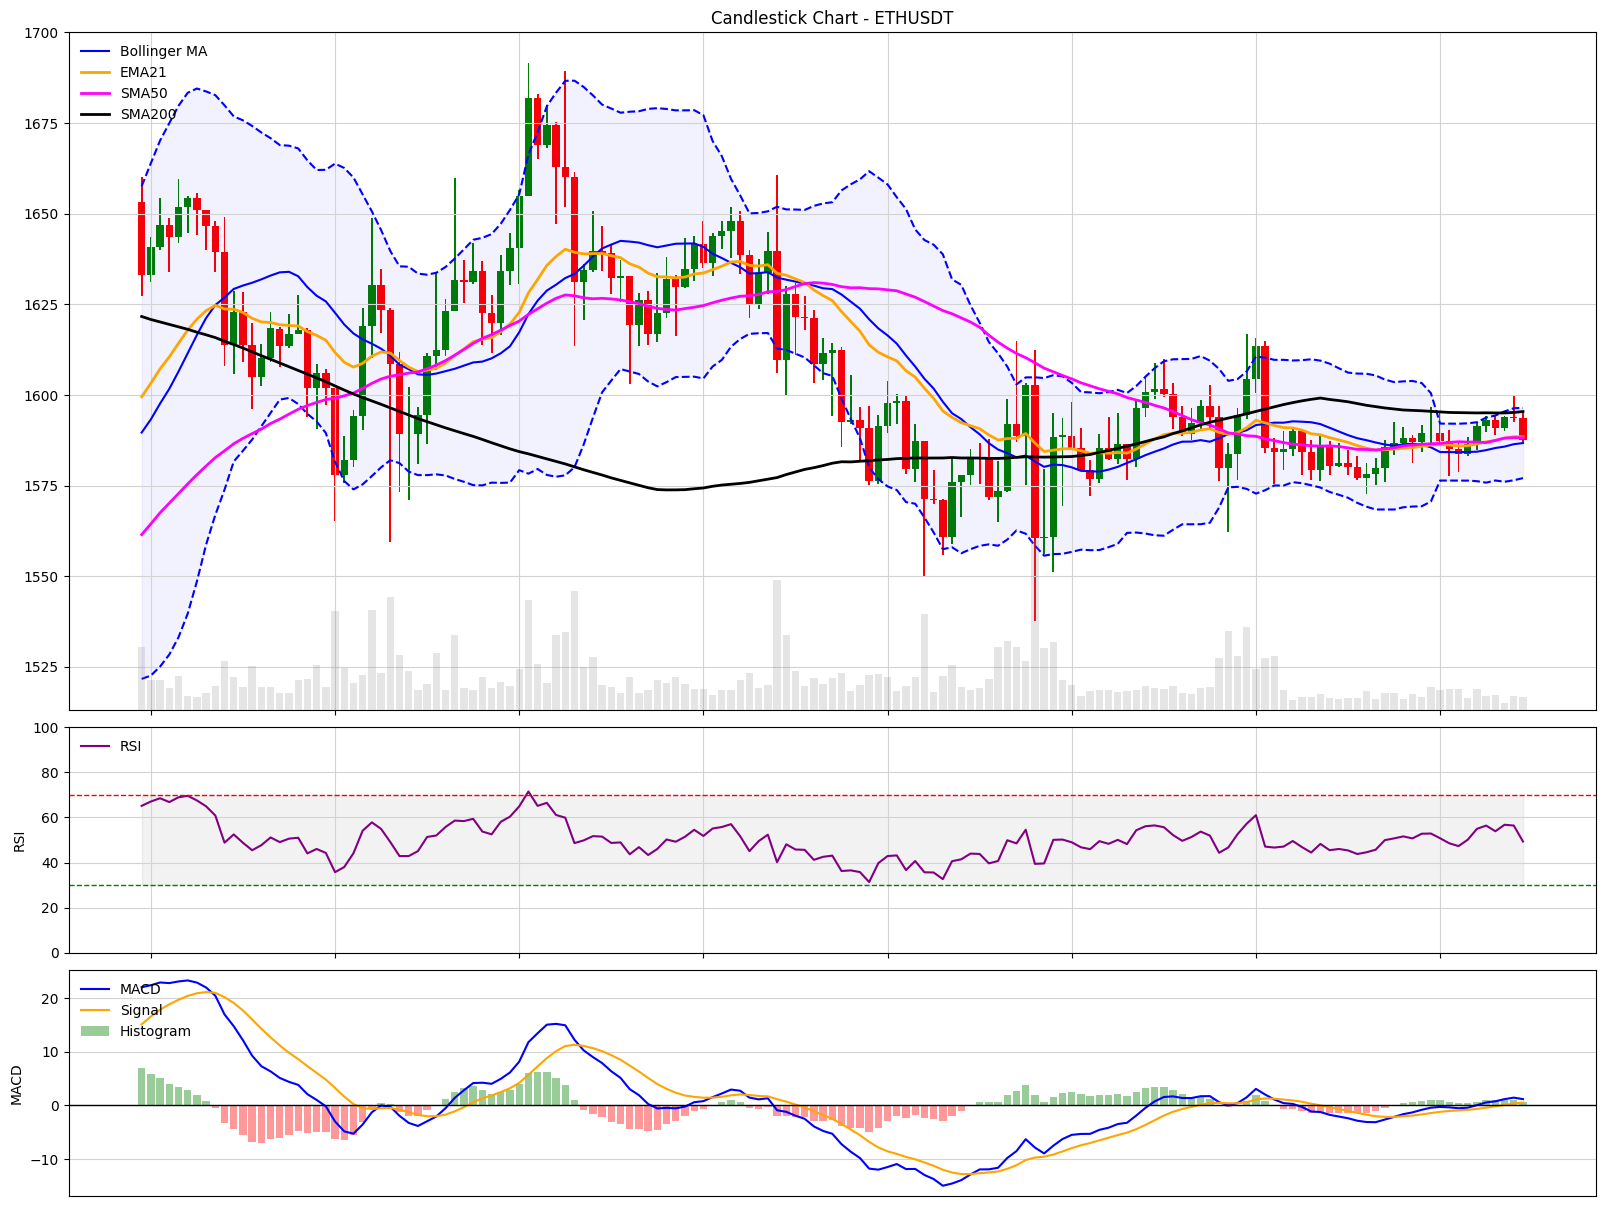 Candlestick Chart - ETHUSDT
1700
1675
1650
1625
1600
1575
1550
1525
Bollinger MA
EMA21
SMA50
SMA200
100
80
60
40
20
0
RSI
RSI
20
10
0
−10
MACD
MACD
Signal
Histogram